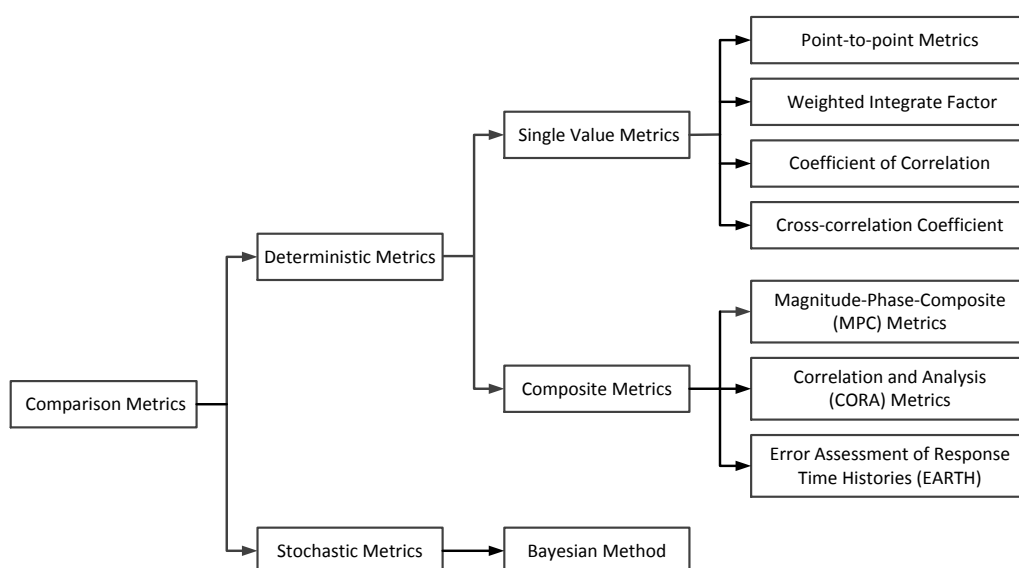 Point-to-point Metrics
Weighted Integrate Factor
Single Value Metrics
Coefficient of Correlation
Cross-correlation Coefficient
Deterministic Metrics
Magnitude-Phase-Composite
(MPC) Metrics
Comparison Metrics
Composite Metrics
Correlation and Analysis
(CORA) Metrics
Error Assessment of Response
Time Histories (EARTH)
Stochastic Metrics
Bayesian Method